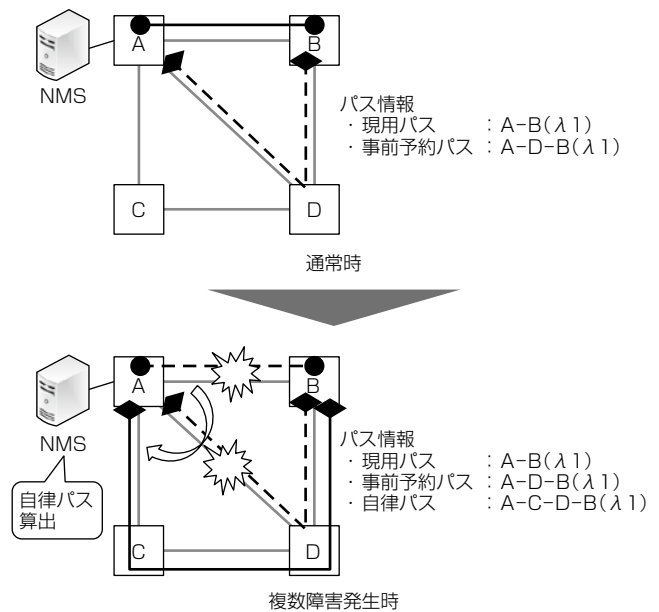 A
B
NMS
パス情報
・現用パス　：A-B(λ1)
・事前予約パス：A-D-B(λ1)
C
D
通常時
A
B
NMS
パス情報
・現用パス　：A-B(λ1)
・事前予約パス：A-D-B(λ1)
・自律パス　：A-C-D-B(λ1)
自律パス
算出
C
D
複数障害発生時